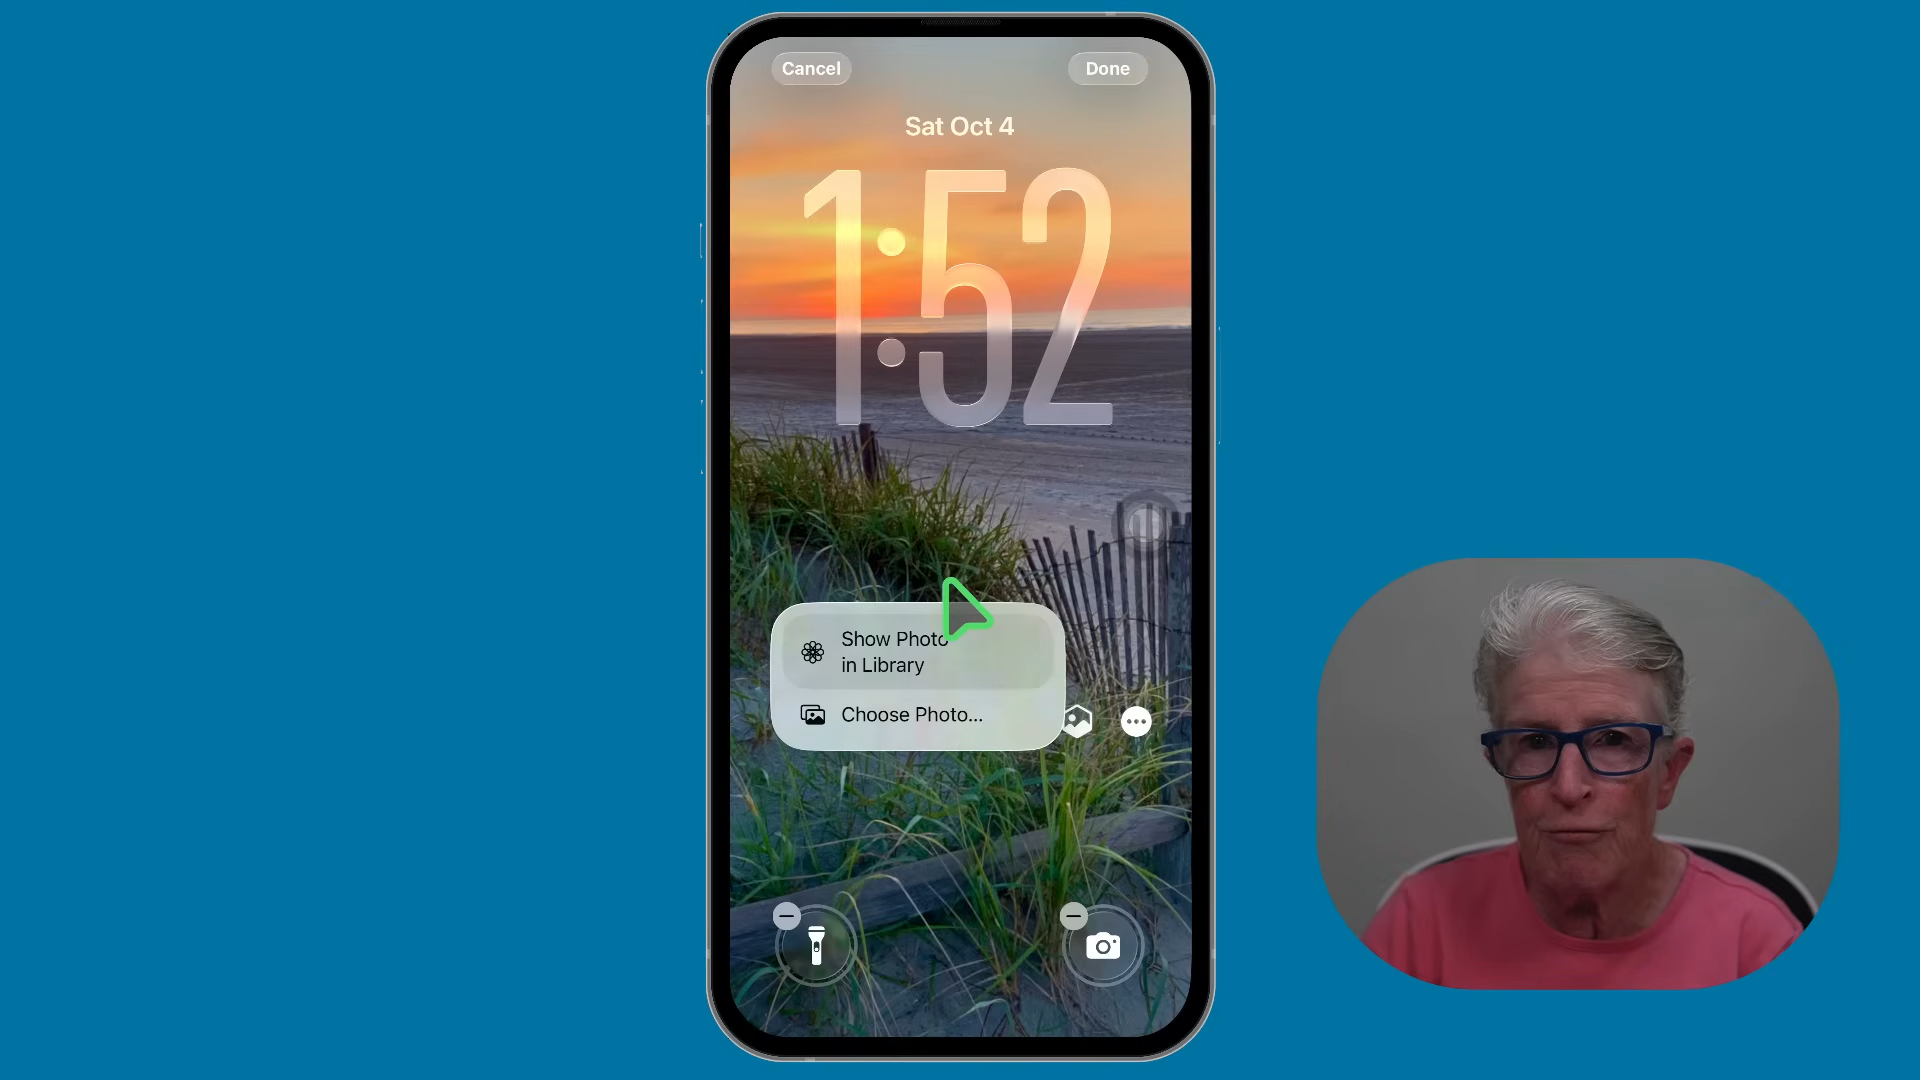 Cancel
Done
Sat Oct 4
1:52
Show Photo
in Library
Choose Photo...